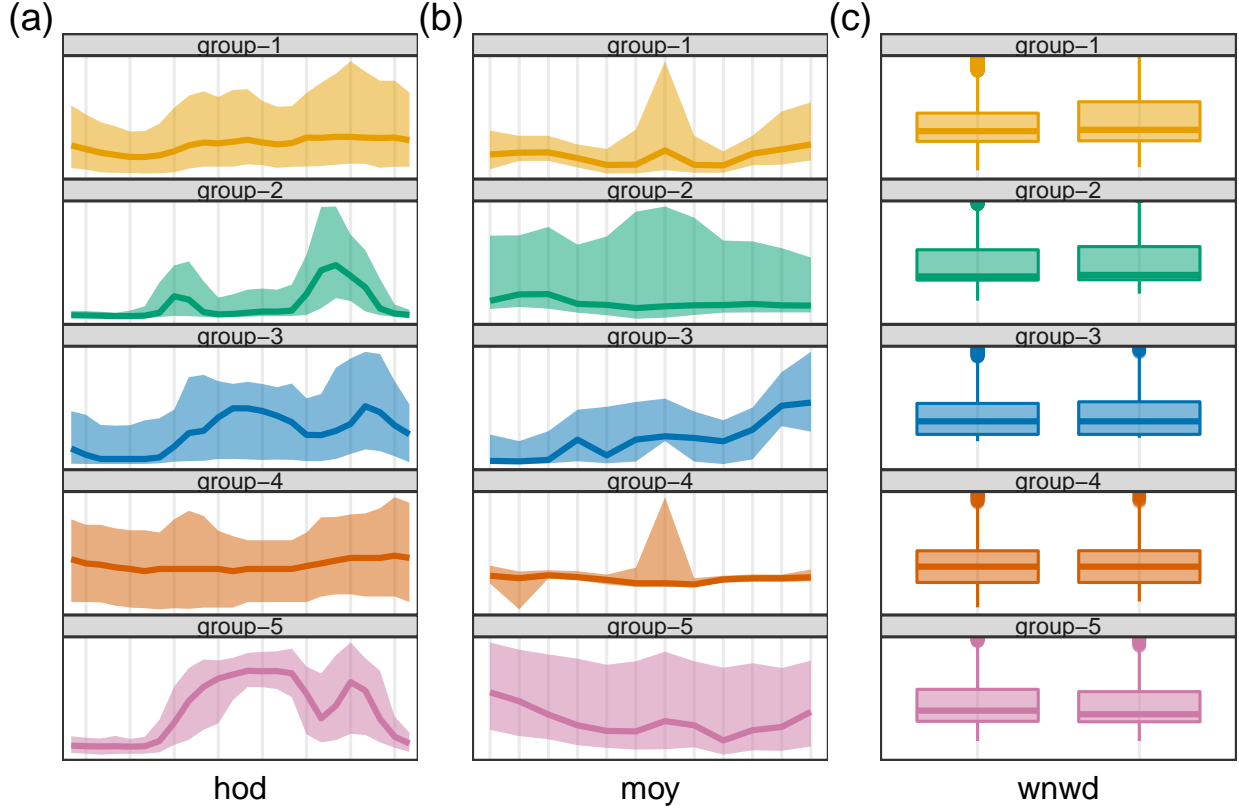 (a)
group−1
group−2
group−3
group−4
group−5
hod
(b)
group−1
group−2
group−3
group−4
group−5
moy
(c)
group−1
group−2
group−3
group−4
group−5
wnwd